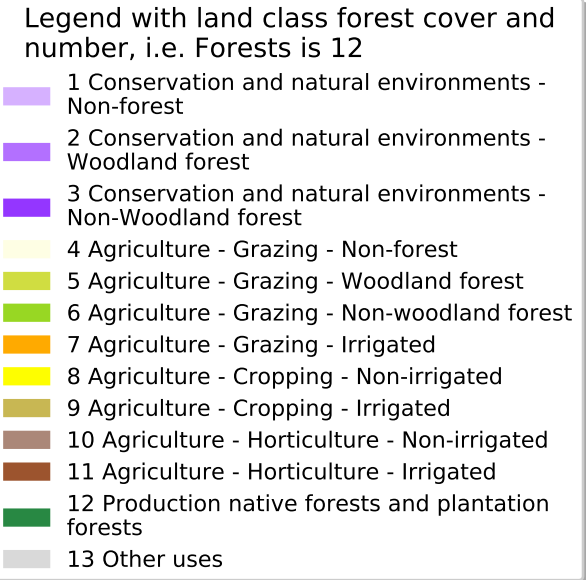 Legend with land class forest cover and
number, i.e. Forests is 12
1 Conservation and natural environments -
Non-forest
2 Conservation and natural environments -
Woodland forest
3 Conservation and natural environments -
Non-Woodland forest
4 Agriculture - Grazing - Non-forest
5 Agriculture - Grazing - Woodland forest
6 Agriculture - Grazing - Non-woodland forest
7 Agriculture - Grazing - Irrigated
8 Agriculture - Cropping - Non-irrigated
9 Agriculture - Cropping - Irrigated
10 Agriculture - Horticulture - Non-irrigated
11 Agriculture - Horticulture - Irrigated
12 Production native forests and plantation
forests
13 Other uses